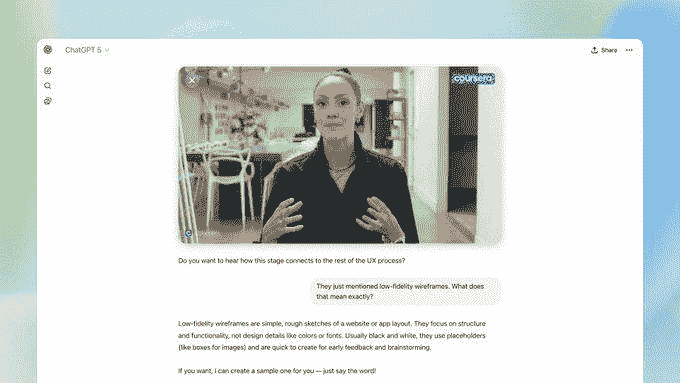 ChatGPT 5
Share
coursera
Do you want to hear how this stage connects to the rest of the UX process?
They just mentioned low-fidelity wireframes. What does
that mean exactly?
Low-fidelity wireframes are simple, rough sketches of a website or app layout. They focus on structure
and functionality, not design details like colors or fonts. Usually black and white, they use placeholders
(like boxes for images) and are quick to create for early feedback and brainstorming.
If you want, I can create a sample one for you — just say the word!